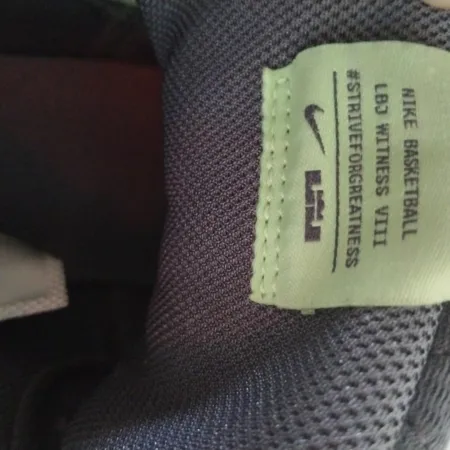 NIKE BASKETBALL
LBJ WITNESS VIII
#STRIVEFORGREATNESS